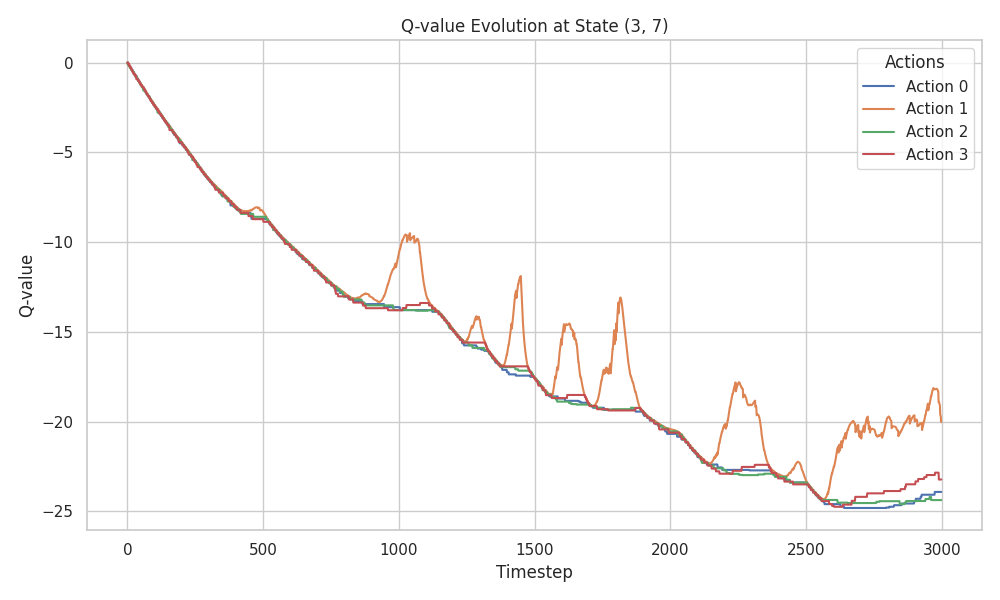 Q-value Evolution at State (3, 7)
Actions
Action 0
Action 1
Action 2
Action 3
Q-value
0
−5
−10
−15
−20
−25
0 500 1000 1500 2000 2500 3000
Timestep